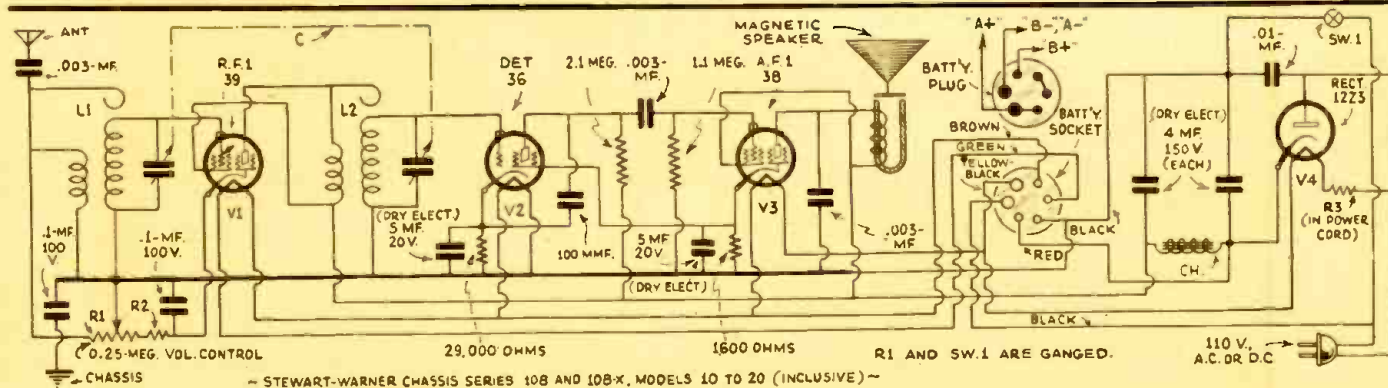 ANT
.003-MF.
L1
R.F.1
39
C
L2
V1
.1-MF.
100
V.
.1-MF.
100V.
R1
R2
0.25-MEG. VOL. CONTROL
CHASSIS
DET
36
2.1 MEG.
.003-
MF.
1.1 MEG.
A.F.1
38
V2
(DRY ELECT.)
5 MF.
20V.
100 MMF.
29,000 OHMS
5 MF.
20V.
(DRY ELECT)
1600 OHMS
V3
MAGNETIC
SPEAKER
.003-
MF
"A+"
"B-","A-"
"B+"
BATT'Y.
PLUG
BATT'Y.
SOCKET
BROWN
GREEN
YELLOW-
BLACK
BLACK
RED
BLACK
.01-
MF.
SW.1
RECT.
12Z3
(DRY ELECT)
4 MF.
150 V.
(EACH)
V4
R3
(IN POWER
CORD)
CH.
110 V.,
A.C. OR D.C.
R1 AND SW.1 ARE GANGED.
~ STEWART-WARNER CHASSIS SERIES 108 AND 108-X, MODELS 10 TO 20 (INCLUSIVE) ~